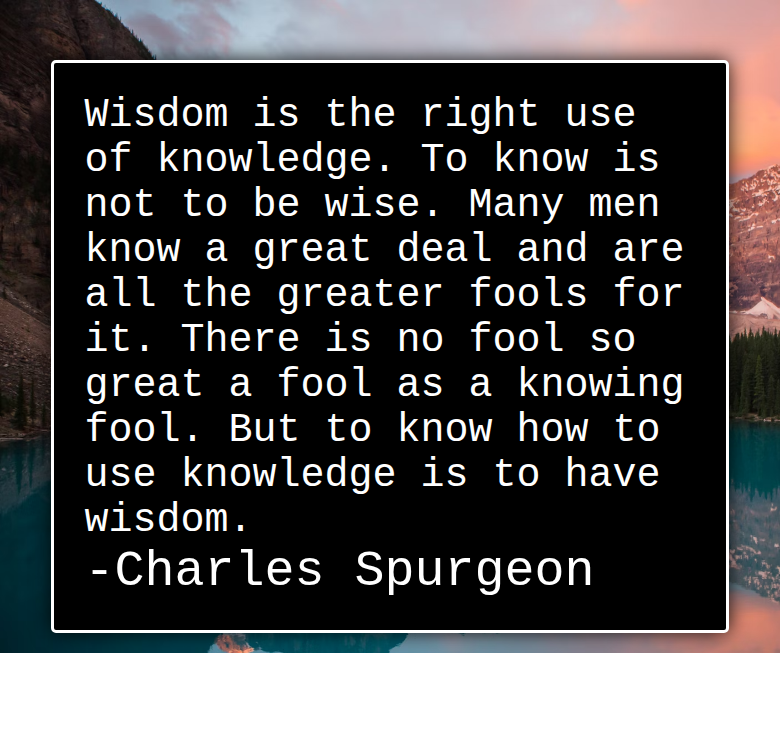 Wisdom is the right use
of knowledge. To know is
not to be wise. Many men
know a great deal and are
all the greater fools for
it. There is no fool so
great a fool as a knowing
fool. But to know how to
use knowledge is to have
wisdom.
-Charles Spurgeon